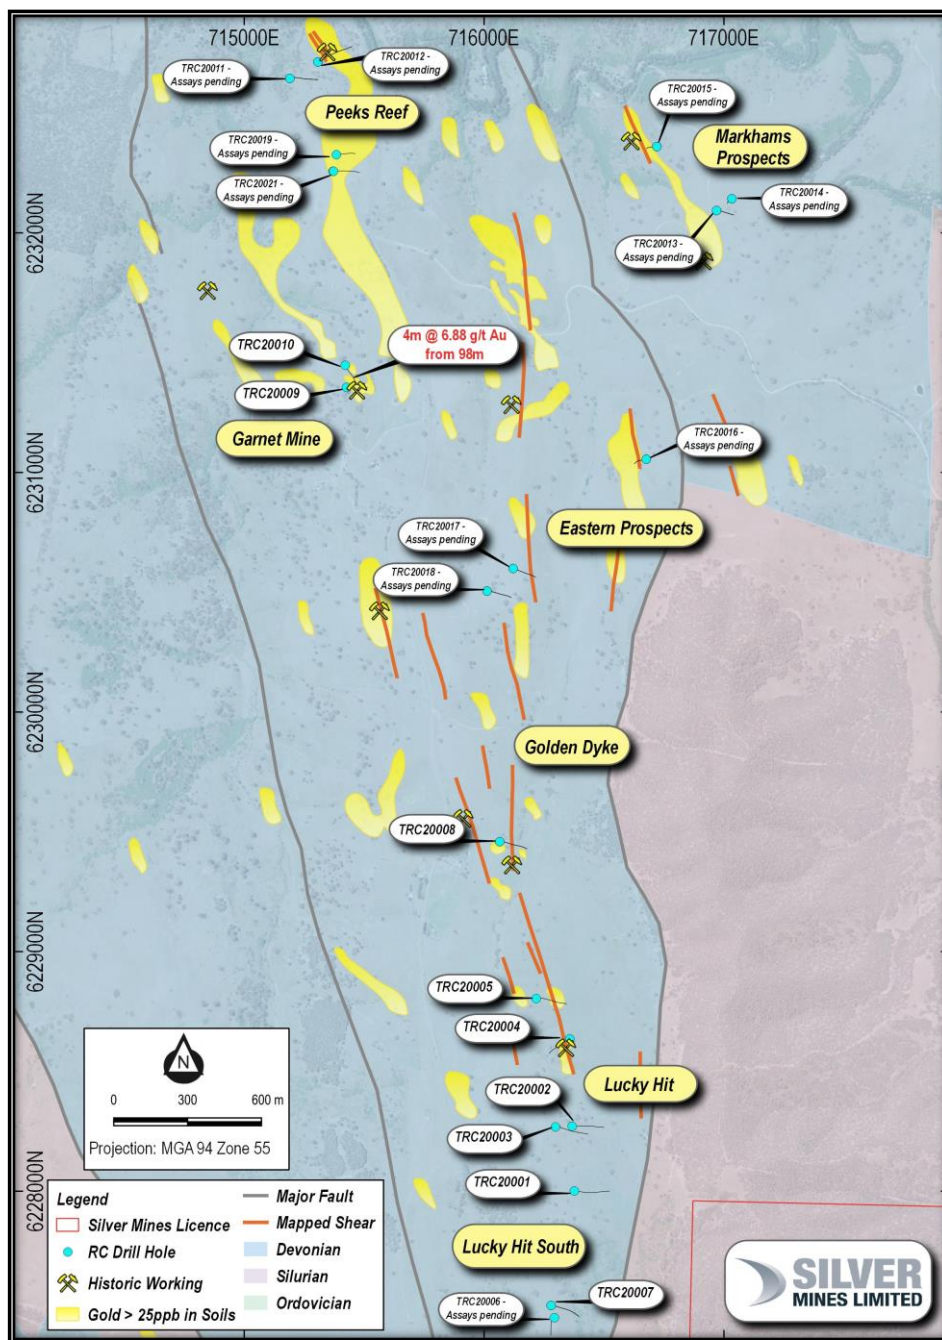 715000E
716000E
717000E
TRC20011 -
Assays pending
TRC20012 -
Assays pending
TRC20015 -
Assays pending
Peeks Reef
Markhams
Prospects
TRC20019 -
Assays pending
TRC20021 -
Assays pending
TRC20014 -
Assays pending
6232000N
TRC20013 -
Assays pending
TRC20010
4m @ 6.88 g/t Au
from 98m
TRC20009
Garnet Mine
TRC20016 -
Assays pending
6231000N
Eastern Prospects
TRC20017 -
Assays pending
TRC20018 -
Assays pending
6230000N
Golden Dyke
TRC20008
6229000N
TRC20005
TRC20004
Lucky Hit
TRC20002
TRC20003
TRC20001
6228000N
Lucky Hit South
TRC20006 -
Assays pending
TRC20007
N
0 300 600 m
Projection: MGA 94 Zone 55
Legend
Silver Mines Licence
RC Drill Hole
Historic Working
Gold > 25ppb in Soils
Major Fault
Mapped Shear
Devonian
Silurian
Ordovician
SILVER
MINES LIMITED